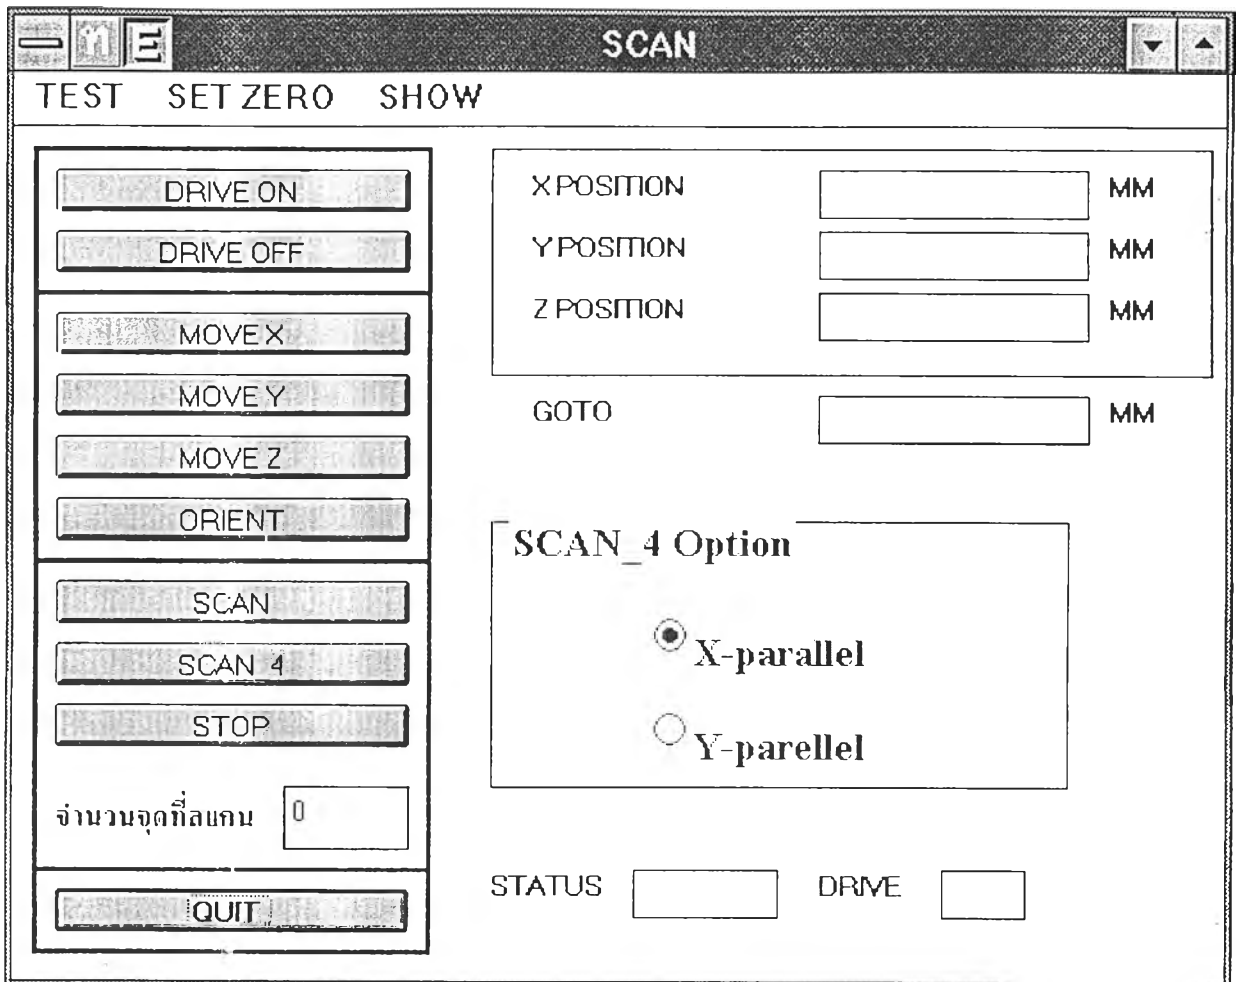 ก E SCAN
TEST SET ZERO SHOW
DRIVE ON
DRIVE OFF
MOVE X
MOVE Y
MOVE Z
ORIENT
SCAN
SCAN 4
STOP
จำนวนจุดที่สแกน 0
QUIT
X POSITION MM
Y POSITION MM
Z POSITION MM
GOTO MM
SCAN_4 Option
X-parallel
Y-parellel
STATUS DRIVE